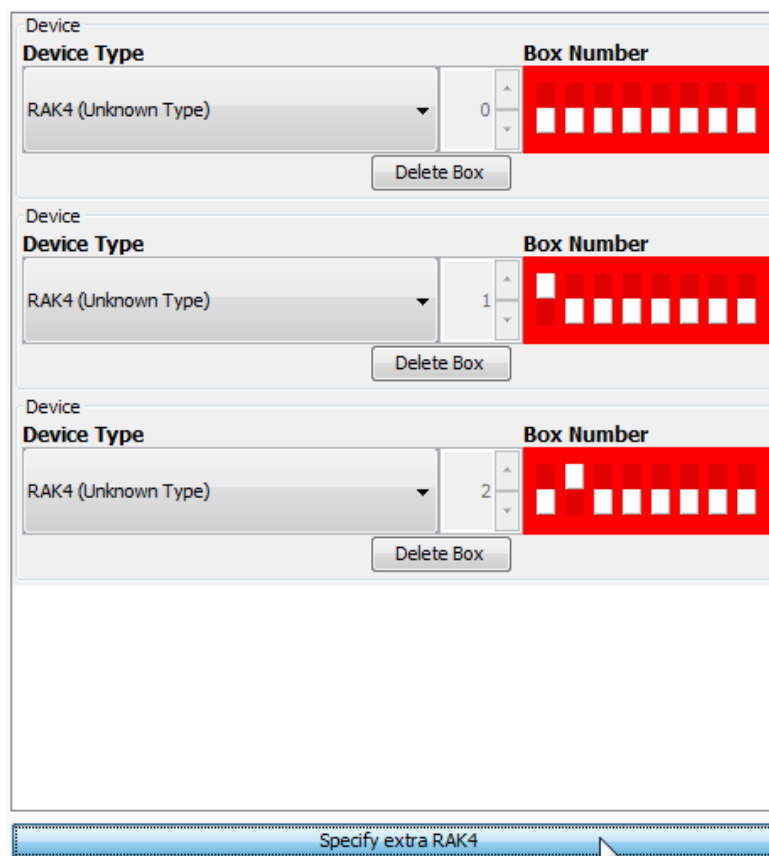 Device
Device Type Box Number
RAK4 (Unknown Type) 0
Delete Box
Device
Device Type Box Number
RAK4 (Unknown Type) 1
Delete Box
Device
Device Type Box Number
RAK4 (Unknown Type) 2
Delete Box
Specify extra RAK4